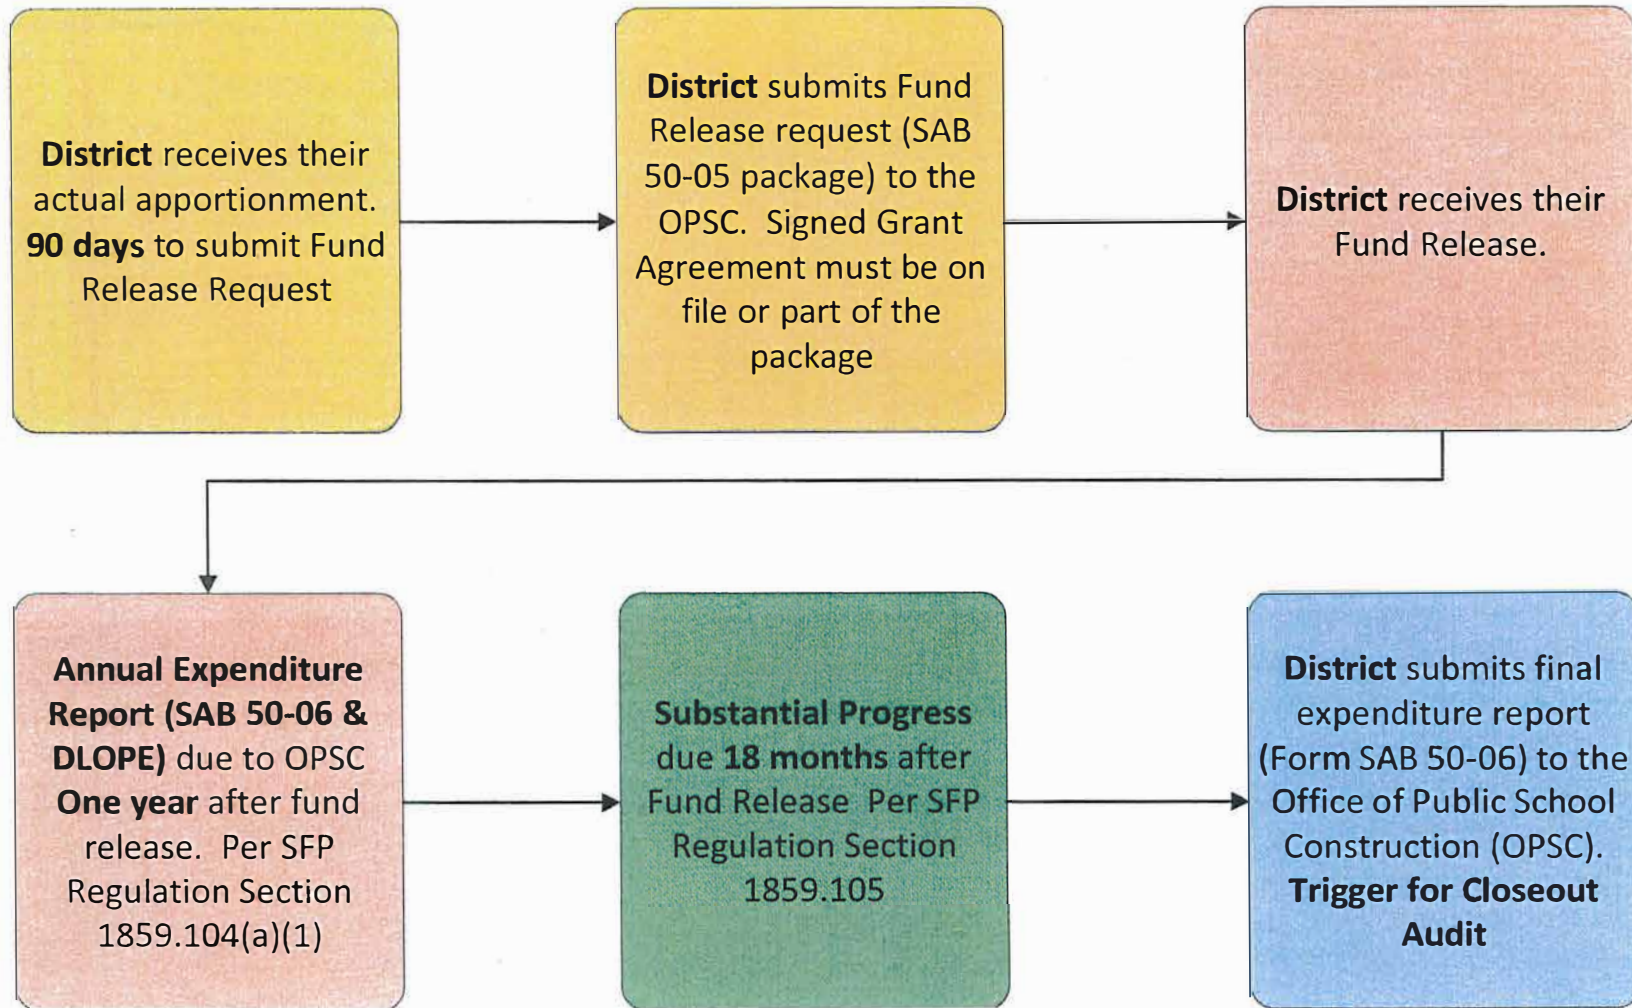 District receives their
actual apportionment.
90 days to submit Fund
Release Request
District submits Fund
Release request (SAB
50-05 package) to the
OPSC. Signed Grant
Agreement must be on
file or part of the
package
District receives their
Fund Release.
Annual Expenditure
Report (SAB 50-06 &
DLOPE) due to OPSC
One year after fund
release. Per SFP
Regulation Section
1859.104(a)(1)
Substantial Progress
due 18 months after
Fund Release Per SFP
Regulation Section
1859.105
District submits final
expenditure report
(Form SAB 50-06) to the
Office of Public School
Construction (OPSC).
Trigger for Closeout
Audit